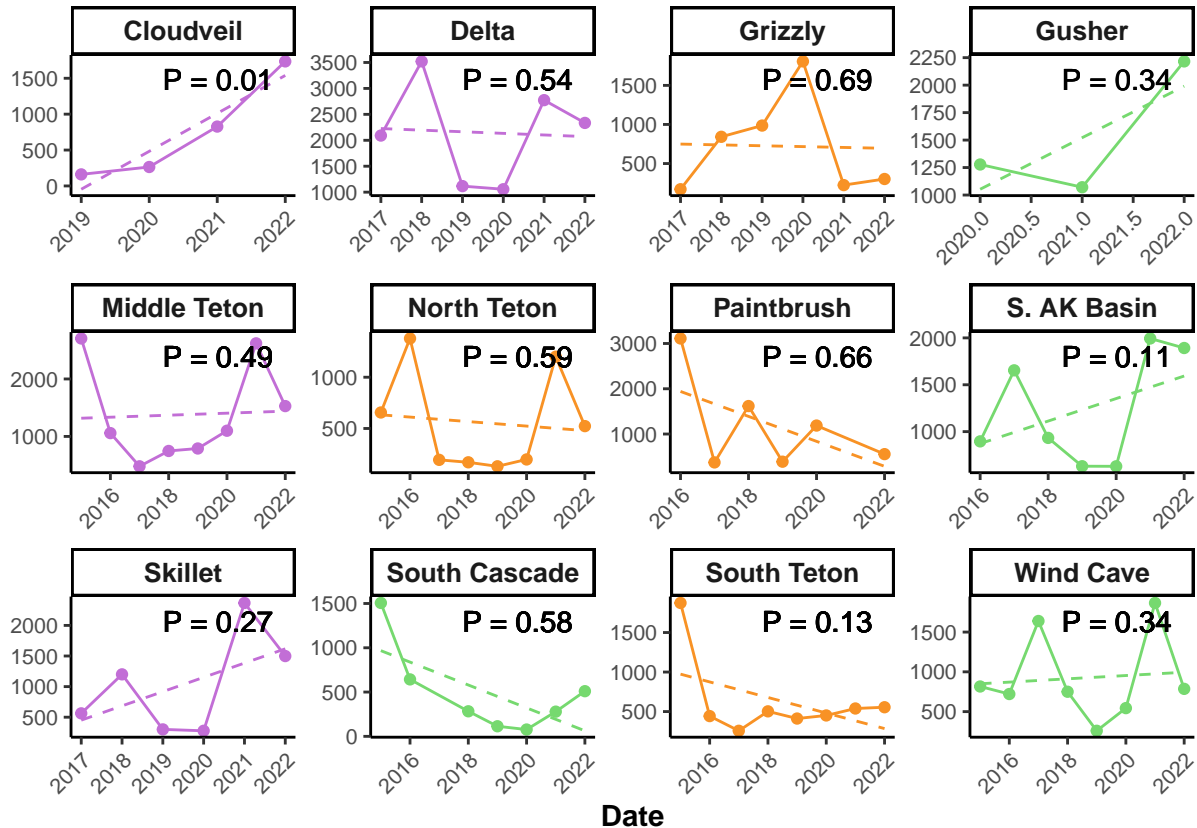 Cloudveil Delta Grizzly Gusher
P = 0.01 P = 0.54 P = 0.69 P = 0.34
1500 1000 500 0
3500 3000 2500 2000 1500 1000
1500 1000 500
2250 2000 1750 1500 1250 1000
2019 2020 2021 2022
2017 2018 2019 2020 2021 2022
2017 2018 2019 2020 2021 2022
2020.0 2020.5 2021.0 2021.5 2022.0
Middle Teton North Teton Paintbrush S. AK Basin
P = 0.49 P = 0.59 P = 0.66 P = 0.11
2000 1000
1000 500
3000 2000 1000
2000 1500 1000
2016 2018 2020 2022
2016 2018 2020 2022
2016 2018 2020 2022
2016 2018 2020 2022
Skillet South Cascade South Teton Wind Cave
P = 0.27 P = 0.58 P = 0.13 P = 0.34
2000 1500 1000 500
1500 1000 500 0
1500 1000 500
1500 1000 500
2017 2018 2019 2020 2021 2022
2016 2018 2020 2022
2016 2018 2020 2022
2016 2018 2020 2022
Date